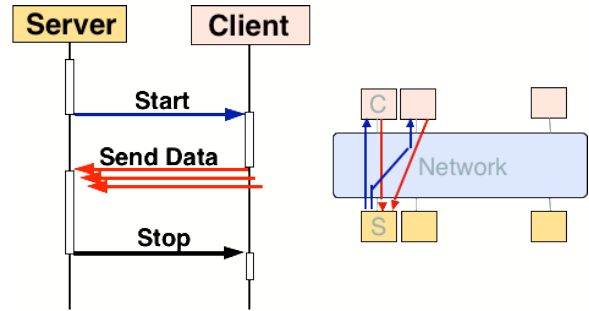 Server
Client
Start
Send Data
Stop
C
Network
S